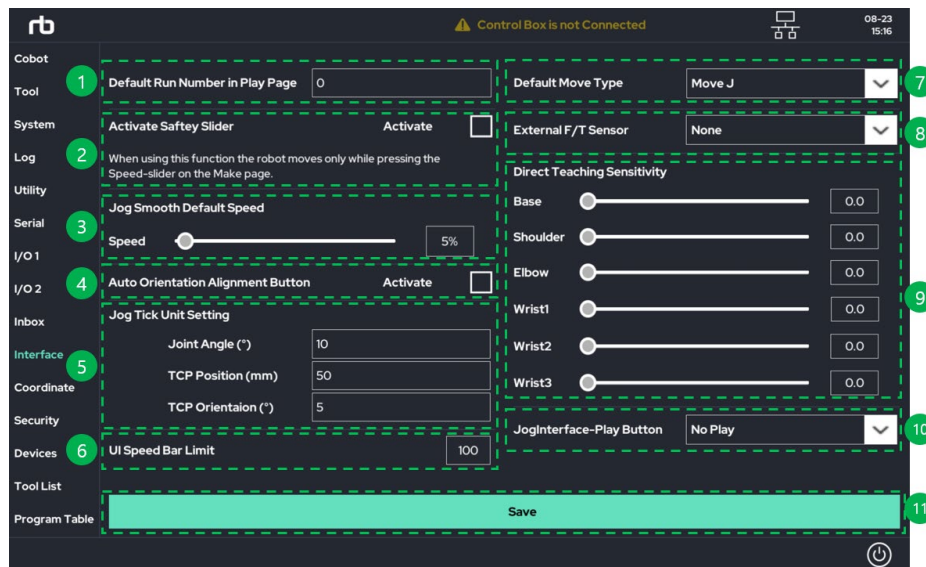 rb
Control Box is not Connected
08-23
15:16
Cobot
Tool
System
Log
Utility
Serial
I/O 1
I/O 2
Inbox
Interface
Coordinate
Security
Devices
Tool List
Program Table
1
Default Run Number in Play Page 0
2
Activate Saftey Slider Activate
When using this function the robot moves only while pressing the
Speed-slider on the Make page.
3
Jog Smooth Default Speed
Speed 5%
4
Auto Orientation Alignment Button Activate
5
Jog Tick Unit Setting
Joint Angle (°) 10
TCP Position (mm) 50
TCP Orientaion (°) 5
6
UI Speed Bar Limit 100
7
Default Move Type Move J
8
External F/T Sensor None
9
Direct Teaching Sensitivity
Base 0.0
Shoulder 0.0
Elbow 0.0
Wrist1 0.0
Wrist2 0.0
Wrist3 0.0
10
JogInterface-Play Button No Play
11
Save